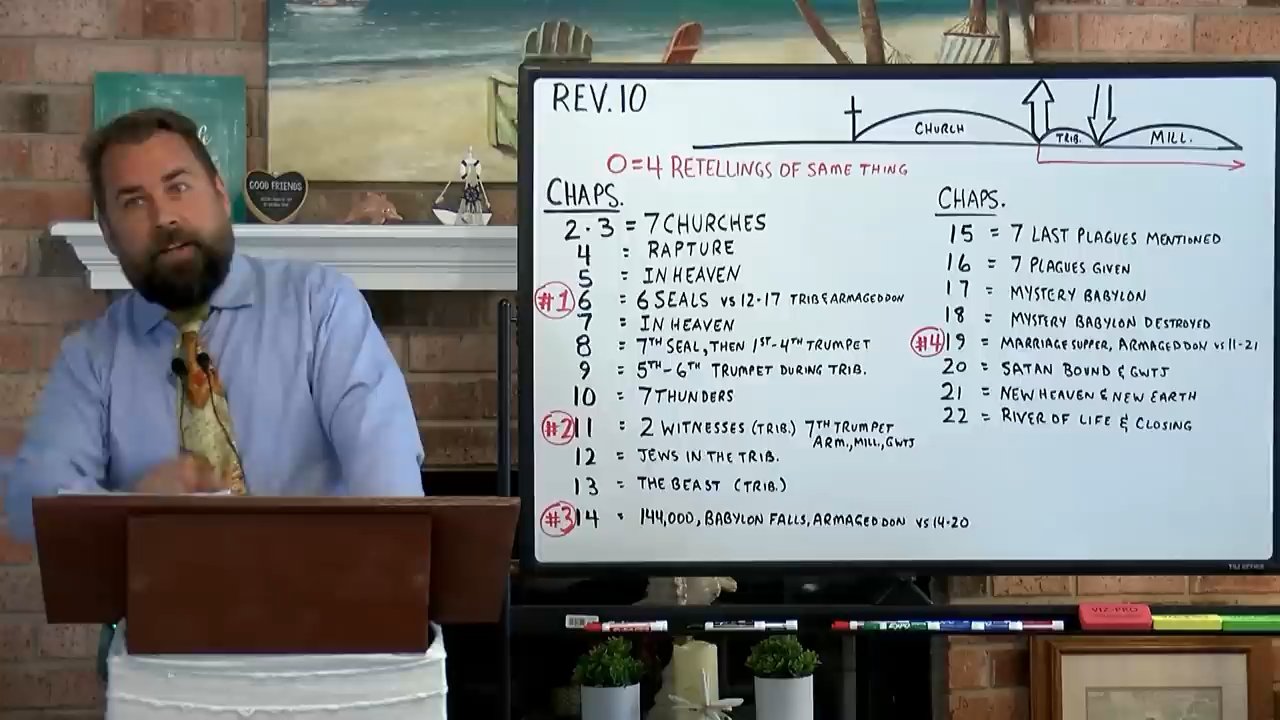 REV.10
CHURCH
TRIB.
MILL.
O=4 RETELLINGS OF SAME THING
CHAPS.
2·3 = 7 CHURCHES
4 = RAPTURE
5 = IN HEAVEN
#1 6 = 6 SEALS VS 12-17 TRIB & ARMAGEDDON
7 = IN HEAVEN
8 = 7TH SEAL, THEN 1ST-4TH TRUMPET
9 = 5TH-6TH TRUMPET DURING TRIB.
10 = 7 THUNDERS
#2 11 = 2 WITNESSES (TRIB.) 7TH TRUMPET
ARM., MILL, GWTJ
12 = JEWS IN THE TRIB.
13 = THE BEAST (TRIB.)
#3 14 = 144,000, BABYLON FALLS, ARMAGEDDON VS 14-20
CHAPS.
15 = 7 LAST PLAGUES MENTIONED
16 = 7 PLAGUES GIVEN
17 = MYSTERY BABYLON
18 = MYSTERY BABYLON DESTROYED
#4 19 = MARRIAGE SUPPER, ARMAGEDDON VS 11-21
20 = SATAN BOUND & GWTJ
21 = NEW HEAVEN & NEW EARTH
22 = RIVER OF LIFE & CLOSING
GOOD FRIENDS
VIZ-PRO